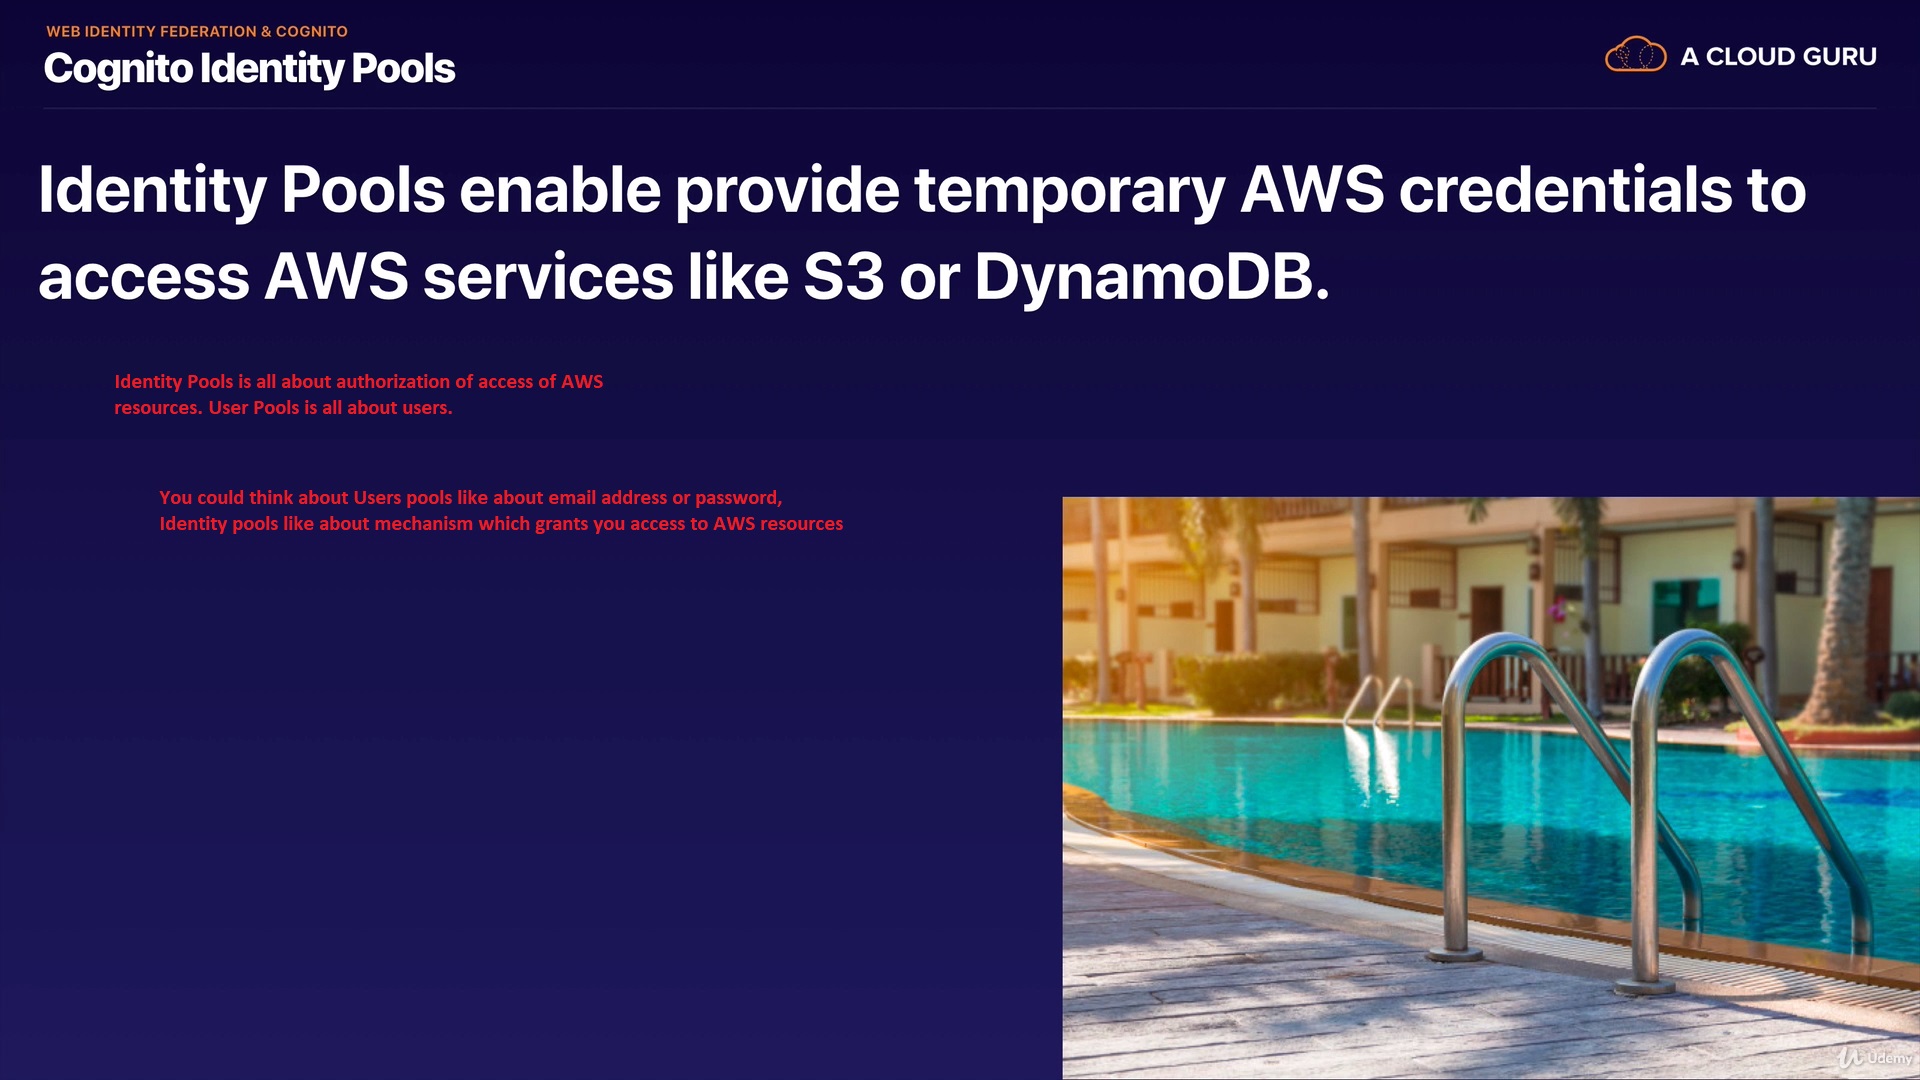 WEB IDENTITY FEDERATION & COGNITO
Cognito Identity Pools
A CLOUD GURU
Identity Pools enable provide temporary AWS credentials to
access AWS services like S3 or DynamoDB.
Identity Pools is all about authorization of access of AWS
resources. User Pools is all about users.
You could think about Users pools like about email address or password,
Identity pools like about mechanism which grants you access to AWS resources
Udemy